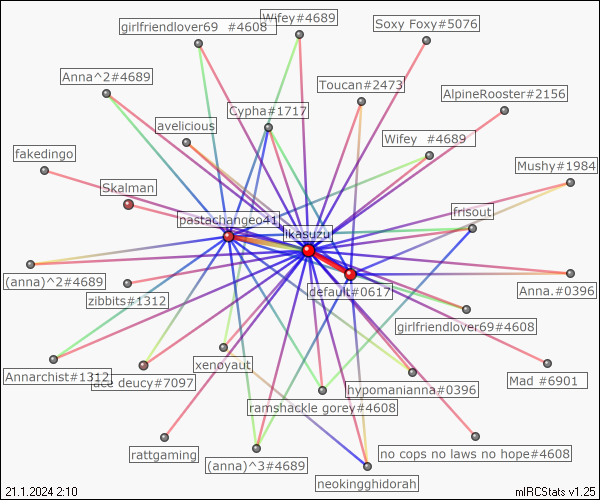 Wifey#4689
girlfriendlover69 #4608
Soxy Foxy#5076
Anna^2#4689
Toucan#2473
AlpineRooster#2156
Cypha#1717
avelicious
Wifey #4689
fakedingo
Mushy#1984
Skalman
pastachangeo41
frisout
ikasuzu
(anna)^2#4689
default#0617
Anna.#0396
zibbits#1312
girlfriendlover69#4608
xenoyaut
Annarchist#1312
ace deucy#7097
Mad #6901
hypomanianna#0396
ramshackle gorey#4608
rattgaming
(anna)^3#4689
no cops no laws no hope#4608
neokingghidorah
21.1.2024 2:10
mIRCStats v1.25